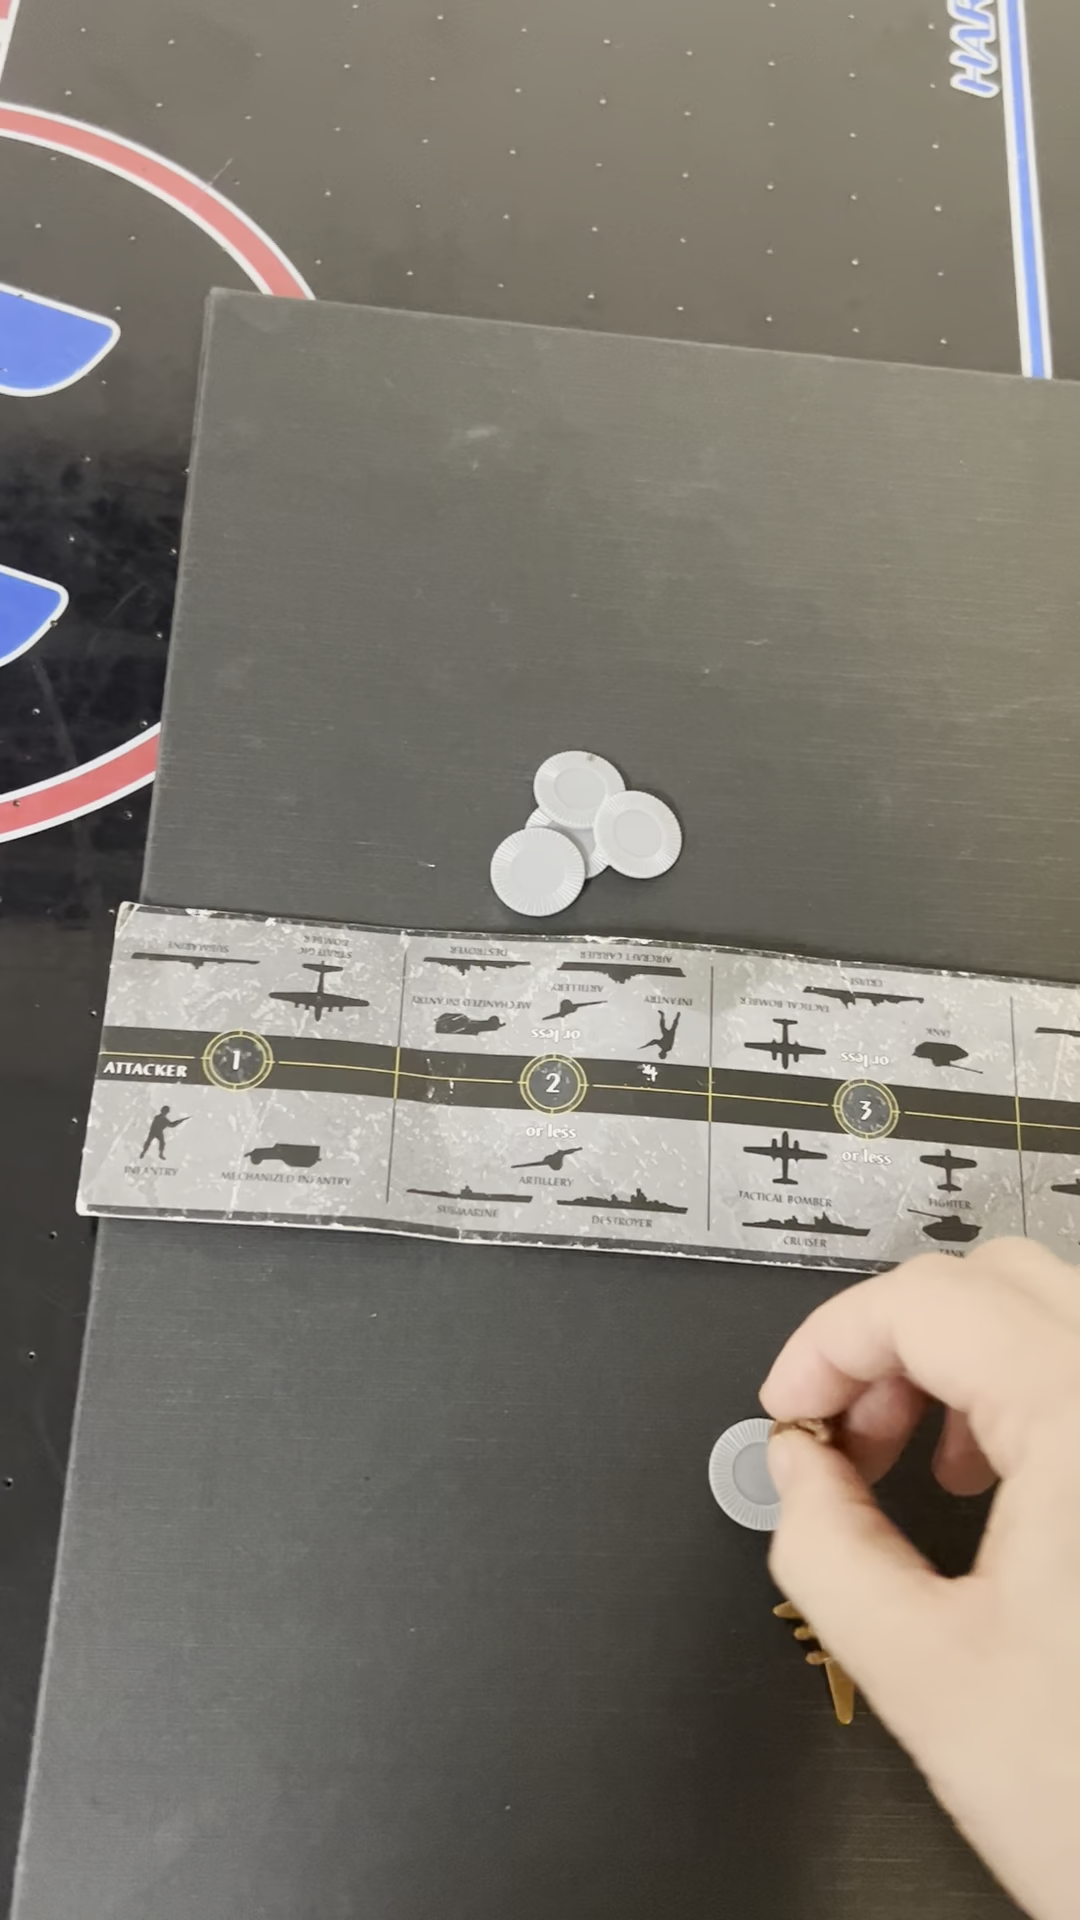 HAR
SUBMARINE
STRATEGIC
BOMBER
DESTROYER
AIRCRAFT CARRIER
MECHANIZED INFANTRY
ARTILLERY
INFANTRY
or less
TACTICAL BOMBER
CRUISER
TANK
or less
ATTACKER
1
2
3
INFANTRY
MECHANIZED INFANTRY
or less
ARTILLERY
SUBMARINE
DESTROYER
or less
TACTICAL BOMBER
FIGHTER
CRUISER
TANK